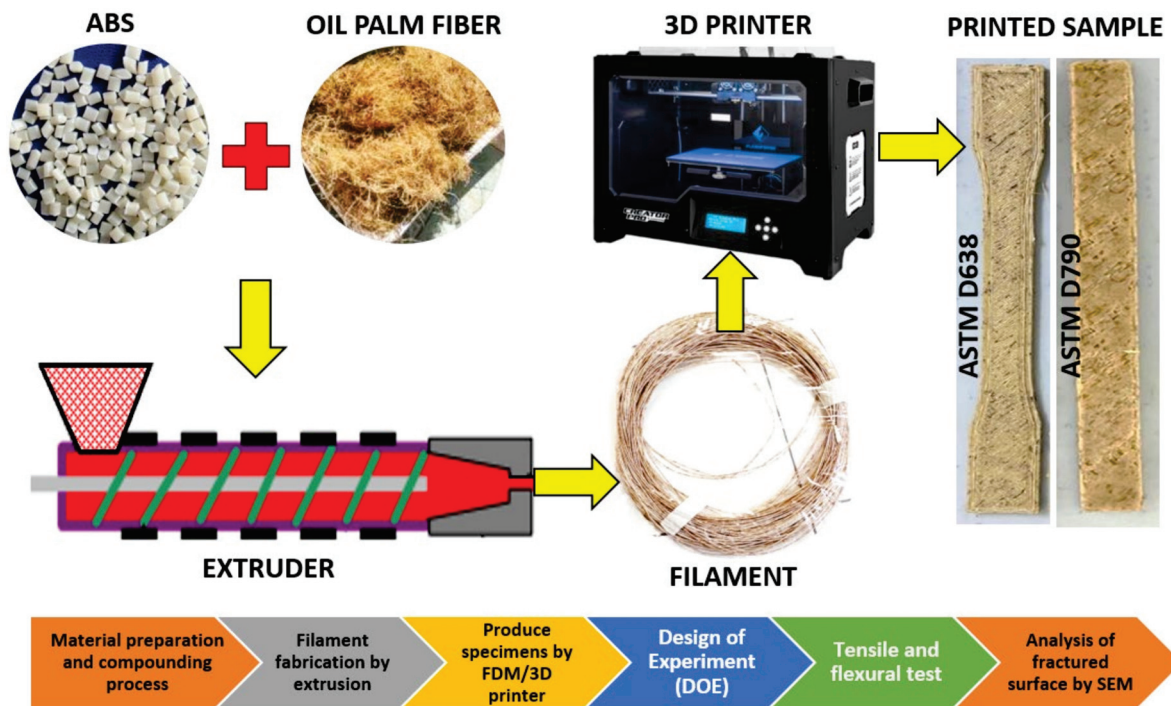 ABS
OIL PALM FIBER
3D PRINTER
PRINTED SAMPLE
ASTM D638
ASTM D790
CREATOR
PRO
EXTRUDER
FILAMENT
Material preparation
and compounding
process
Filament
fabrication by
extrusion
Produce
specimens by
FDM/3D
printer
Design of
Experiment
(DOE)
Tensile and
flexural test
Analysis of
fractured
surface by SEM